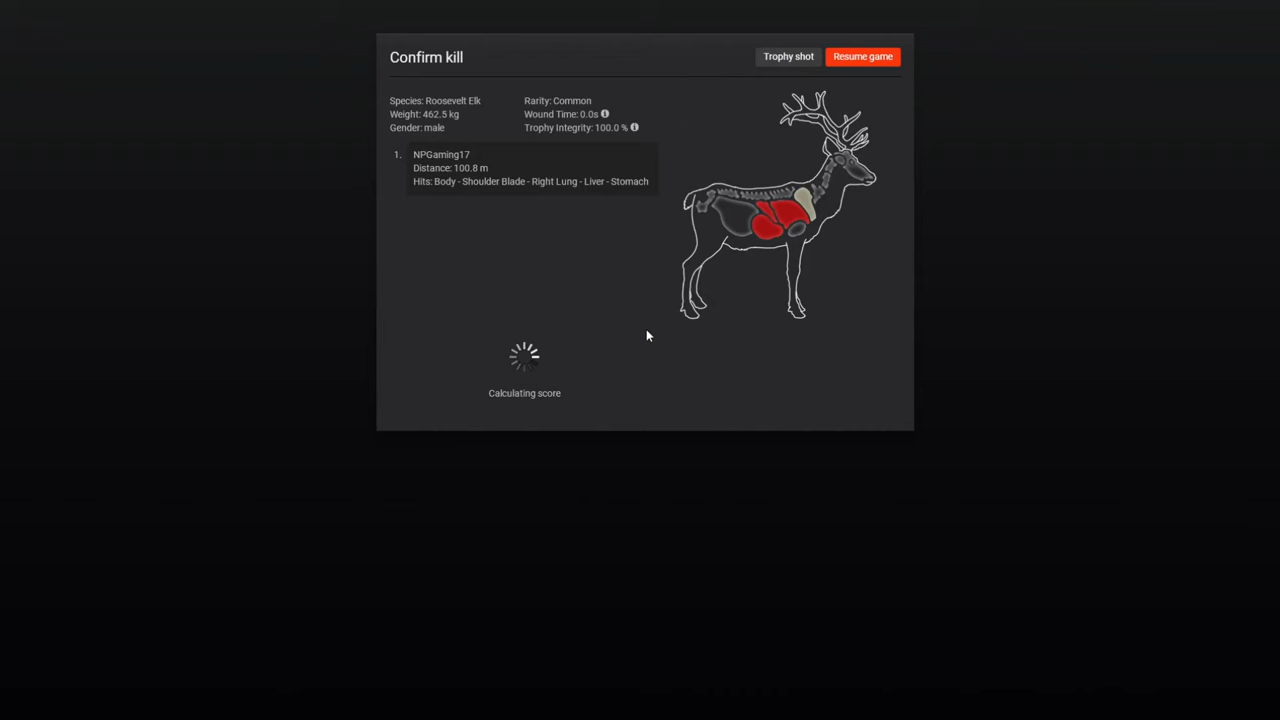 Confirm kill
Trophy shot
Resume game
Species: Roosevelt Elk
Weight: 462.5 kg
Gender: male
Rarity: Common
Wound Time: 0.0s
Trophy Integrity: 100.0 %
1. NPGaming17
Distance: 100.8 m
Hits: Body - Shoulder Blade - Right Lung - Liver - Stomach
Calculating score